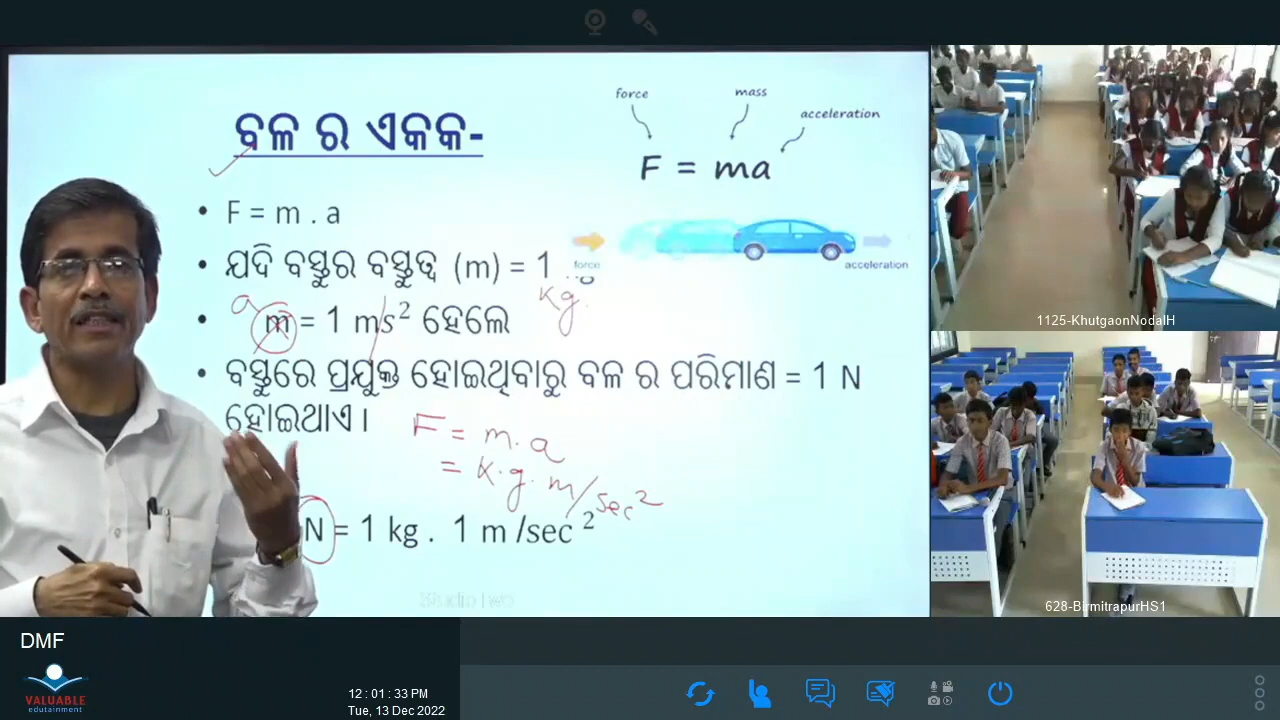 ବଳ ର ଏକକ-
force
mass
acceleration
F = ma
• F = m . a
• ଯଦି ବସ୍ତୁର ବସ୍ତୁତ୍ୱ (m) = 1
force
acceleration
kg.
a
• m = 1 ms² ହେଲେ
• ବସ୍ତୁରେ ପ୍ରଯୁକ୍ତ ହୋଇଥିବାରୁ ବଳ ର ପରିମାଣ = 1 N
ହୋଇଥାଏ ।
F = m.a
= k.g. m/sec²
N = 1 kg . 1 m /sec ²
Studio Two
1125-KhutgaonNodalH
628-BirmitrapurHS1
DMF
VALUABLE
edutainment
12 : 01 : 33 PM
Tue, 13 Dec 2022